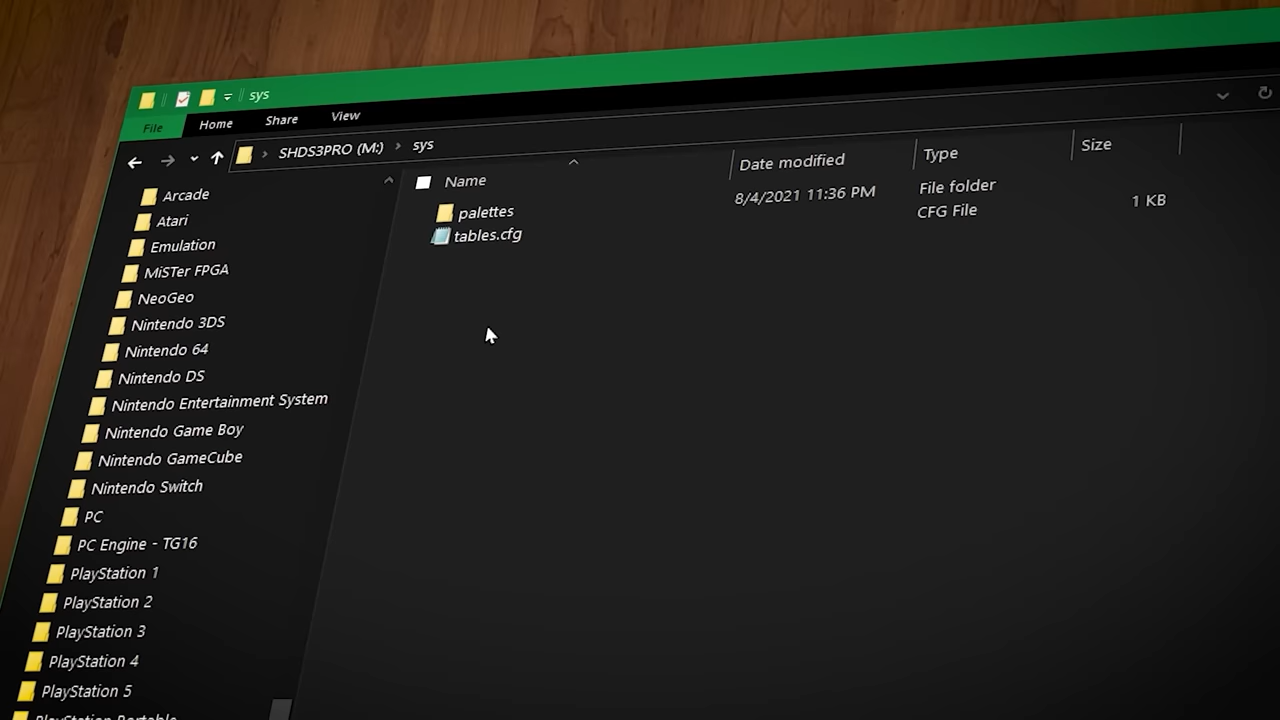 sys
File Home Share View
SHDS3PRO (M:) sys
Name Date modified Type Size
palettes 8/4/2021 11:36 PM File folder
tables.cfg CFG File 1 KB
Arcade
Atari
Emulation
MiSTer FPGA
NeoGeo
Nintendo 3DS
Nintendo 64
Nintendo DS
Nintendo Entertainment System
Nintendo Game Boy
Nintendo GameCube
Nintendo Switch
PC
PC Engine - TG16
PlayStation 1
PlayStation 2
PlayStation 3
PlayStation 4
PlayStation 5
PlayStation Portable